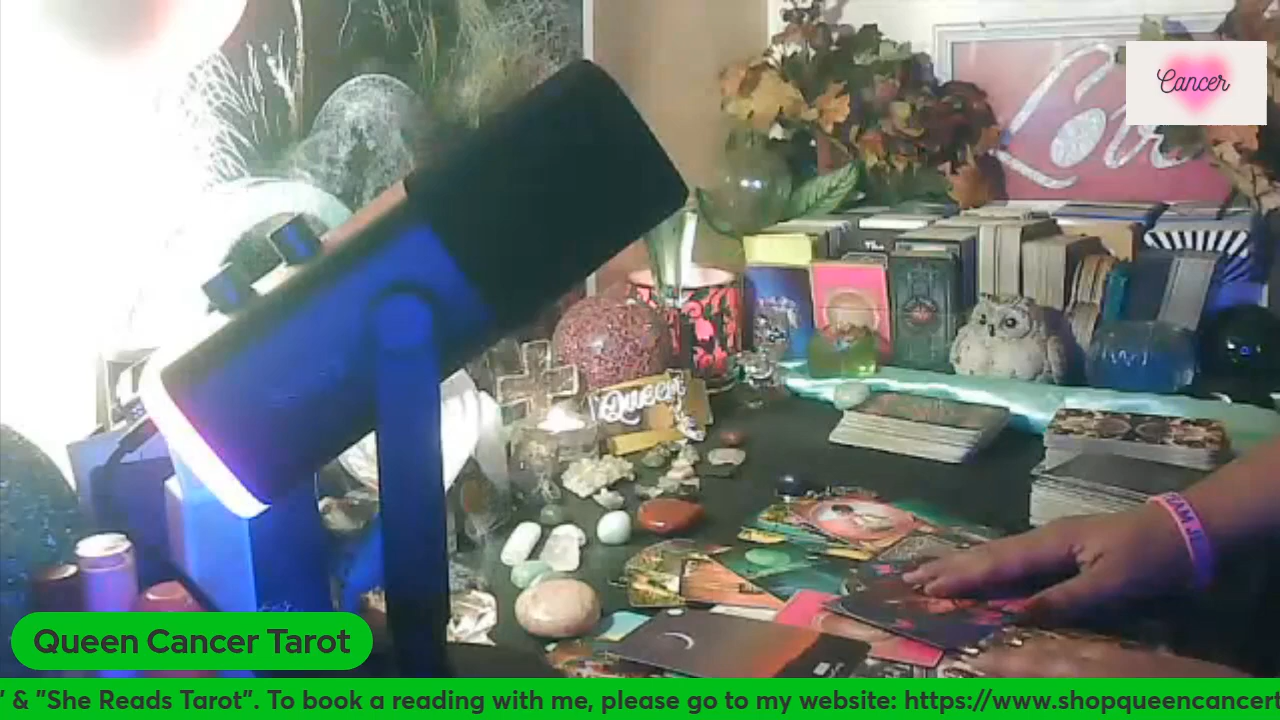 Cancer
Love
Queen
Queen Cancer Tarot
" & "She Reads Tarot". To book a reading with me, please go to my website: https://www.shopqueencancert